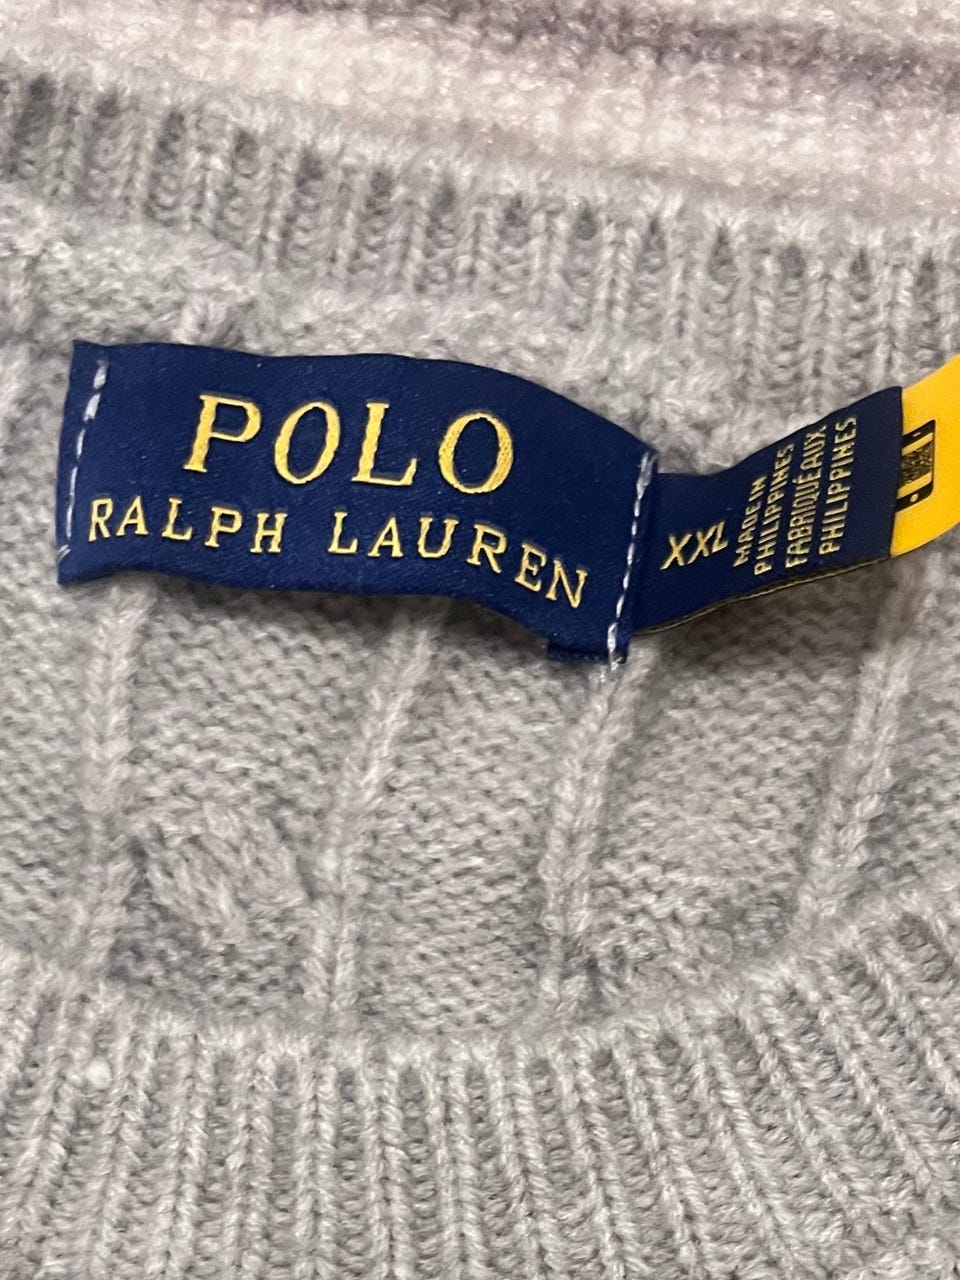 POLO
RALPH LAUREN
XXL
MADE IN
PHILIPPINES
FABRIQUÉ AUX
PHILIPPINES